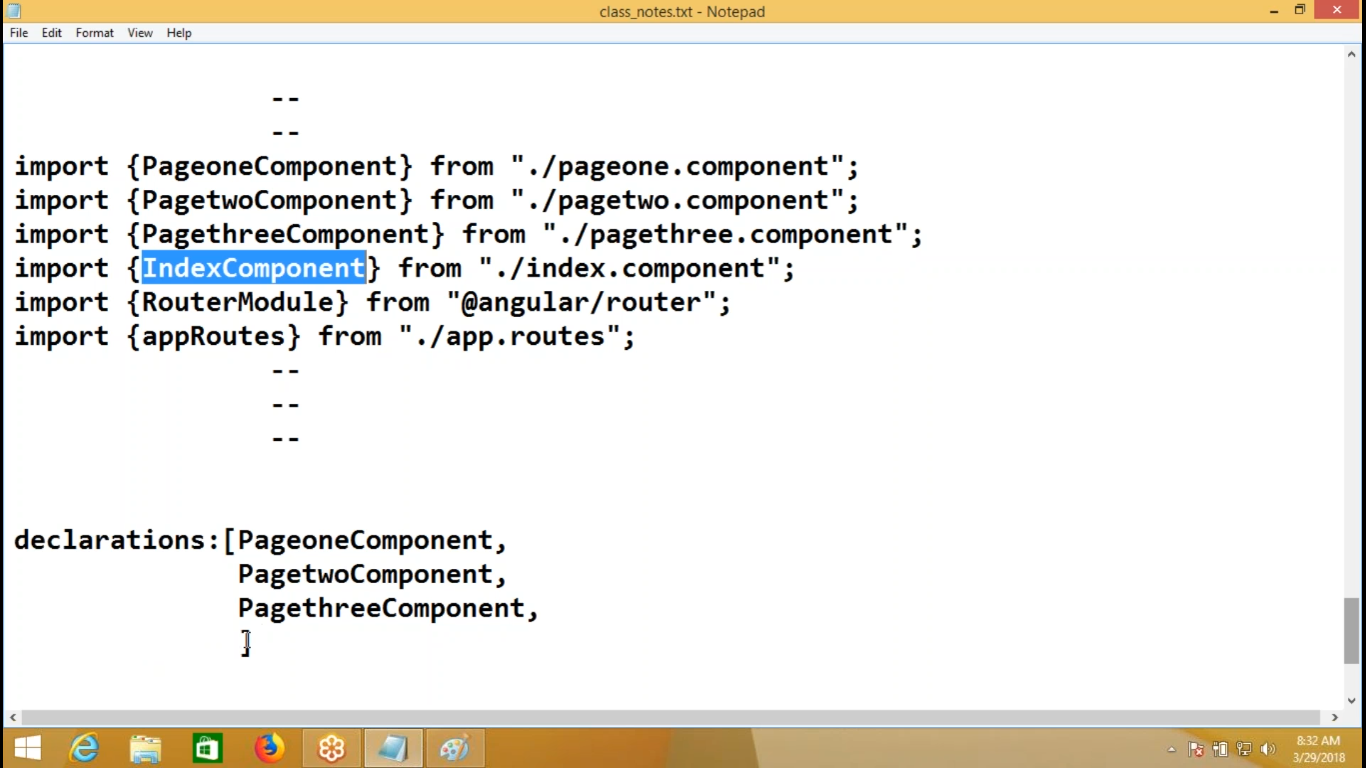 class_notes.txt - Notepad
File Edit Format View Help
--
--
import {PageoneComponent} from "./pageone.component";
import {PagetwoComponent} from "./pagetwo.component";
import {PagethreeComponent} from "./pagethree.component";
import {IndexComponent} from "./index.component";
import {RouterModule} from "@angular/router";
import {appRoutes} from "./app.routes";
--
--
--
declarations:[PageoneComponent,
PagetwoComponent,
PagethreeComponent,
]
8:32 AM
3/29/2018